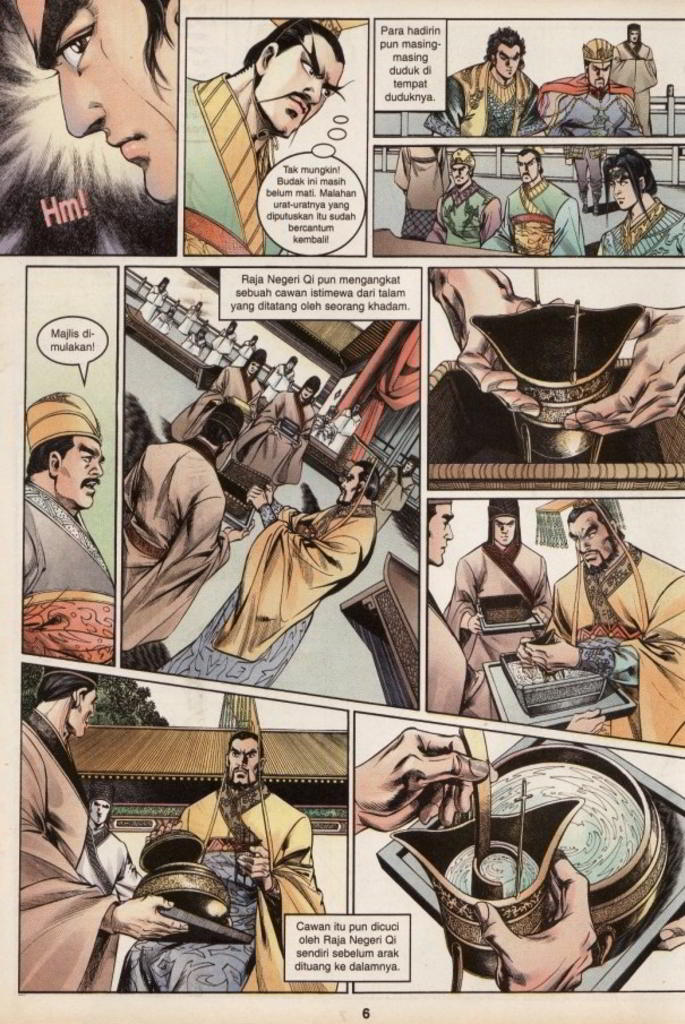 Hm!
Tak mungkin!
Budak ini masih
belum mati. Malahan
urat-uratnya yang
diputuskan itu sudah
bercantum
kembali!
Para hadirin
pun masing-
masing
duduk di
tempat
duduknya.
Majlis di-
mulakan!
Raja Negeri Qi pun mengangkat
sebuah cawan istimewa dari talam
yang ditatang oleh seorang khadam.
Cawan itu pun dicuci
oleh Raja Negeri Qi
sendiri sebelum arak
dituang ke dalamnya.
6